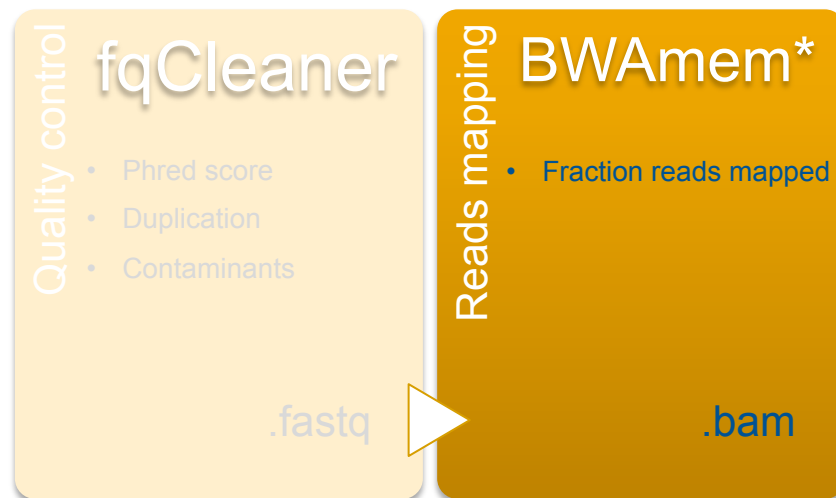 Quality control
fqCleaner
• Phred score
• Duplication
• Contaminants
.fastq
Reads mapping
BWAmem*
• Fraction reads mapped
.bam